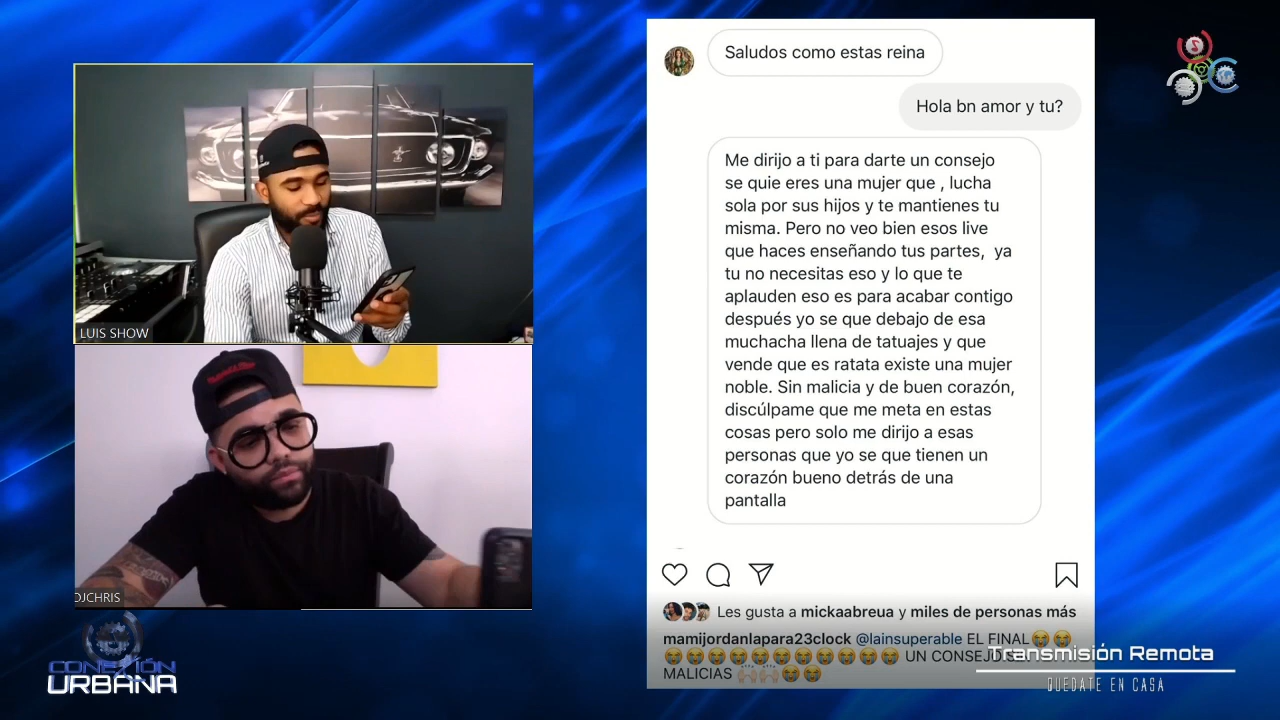 Saludos como estas reina
Hola bn amor y tu?
Me dirijo a ti para darte un consejo
se quie eres una mujer que , lucha
sola por sus hijos y te mantienes tu
misma. Pero no veo bien esos live
que haces enseñando tus partes, ya
tu no necesitas eso y lo que te
aplauden eso es para acabar contigo
después yo se que debajo de esa
muchacha llena de tatuajes y que
vende que es ratata existe una mujer
noble. Sin malicia y de buen corazón,
discúlpame que me meta en estas
cosas pero solo me dirijo a esas
personas que yo se que tienen un
corazón bueno detrás de una
pantalla
Les gusta a mickaabreua y miles de personas más
mamijordanlapara23clock @lainsuperable EL FINAL😭😭
😭😭😭😭😭😭😭😭😭😭😭 UN CONSEJO
MALICIAS 🙌🏻🙌🏻😭😭
LUIS SHOW
DJCHRIS
CONEXIÓN
URBANA
Transmisión Remota
QUEDATE EN CASA